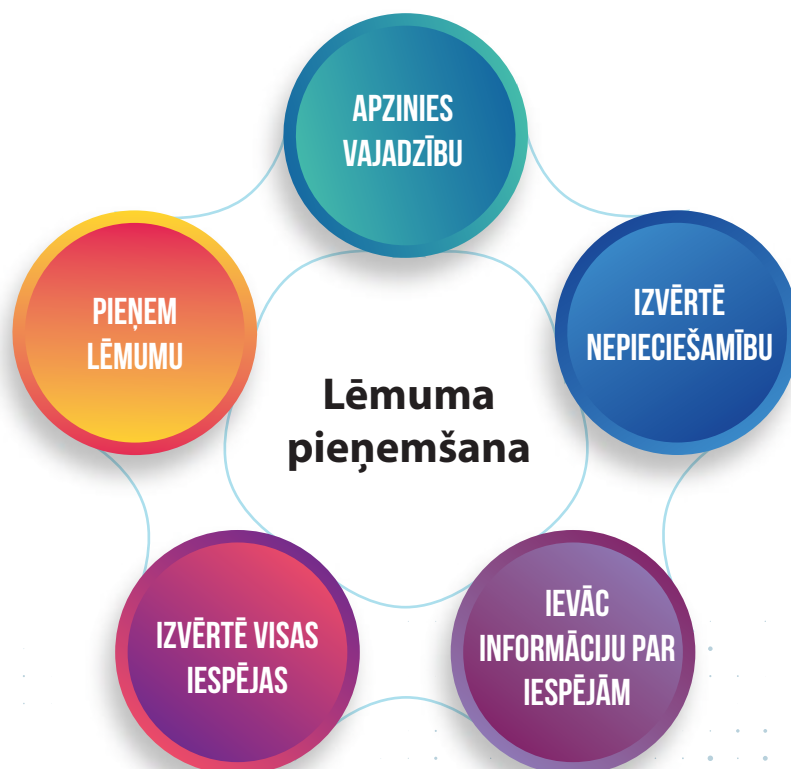 APZINIES
VAJADZĪBU
IZVĒRTĒ
NEPIECIEŠAMĪBU
IEVĀC
INFORMĀCIJU PAR
IESPĒJĀM
IZVĒRTĒ VISAS
IESPĒJAS
PIEŅEM
LĒMUMU
Lēmuma
pieņemšana